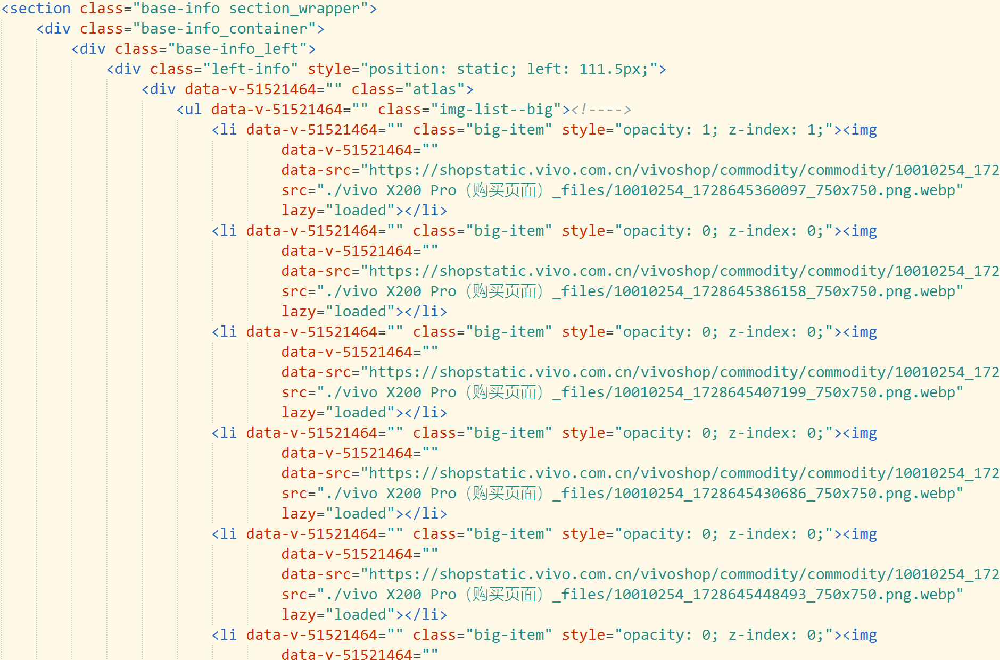 <section class="base-info section_wrapper">
<div class="base-info_container">
<div class="base-info_left">
<div class="left-info" style="position: static; left: 111.5px;">
<div data-v-51521464="" class="atlas">
<ul data-v-51521464="" class="img-list--big"><!---->
<li data-v-51521464="" class="big-item" style="opacity: 1; z-index: 1;"><img
data-v-51521464=""
data-src="https://shopstatic.vivo.com.cn/vivoshop/commodity/commodity/10010254_172
src="./vivo X200 Pro（购买页面）_files/10010254_1728645360097_750x750.png.webp"
lazy="loaded"></li>
<li data-v-51521464="" class="big-item" style="opacity: 0; z-index: 0;"><img
data-v-51521464=""
data-src="https://shopstatic.vivo.com.cn/vivoshop/commodity/commodity/10010254_172
src="./vivo X200 Pro（购买页面）_files/10010254_1728645386158_750x750.png.webp"
lazy="loaded"></li>
<li data-v-51521464="" class="big-item" style="opacity: 0; z-index: 0;"><img
data-v-51521464=""
data-src="https://shopstatic.vivo.com.cn/vivoshop/commodity/commodity/10010254_172
src="./vivo X200 Pro（购买页面）_files/10010254_1728645407199_750x750.png.webp"
lazy="loaded"></li>
<li data-v-51521464="" class="big-item" style="opacity: 0; z-index: 0;"><img
data-v-51521464=""
data-src="https://shopstatic.vivo.com.cn/vivoshop/commodity/commodity/10010254_172
src="./vivo X200 Pro（购买页面）_files/10010254_1728645430686_750x750.png.webp"
lazy="loaded"></li>
<li data-v-51521464="" class="big-item" style="opacity: 0; z-index: 0;"><img
data-v-51521464=""
data-src="https://shopstatic.vivo.com.cn/vivoshop/commodity/commodity/10010254_172
src="./vivo X200 Pro（购买页面）_files/10010254_1728645448493_750x750.png.webp"
lazy="loaded"></li>
<li data-v-51521464="" class="big-item" style="opacity: 0; z-index: 0;"><img
data-v-51521464=""